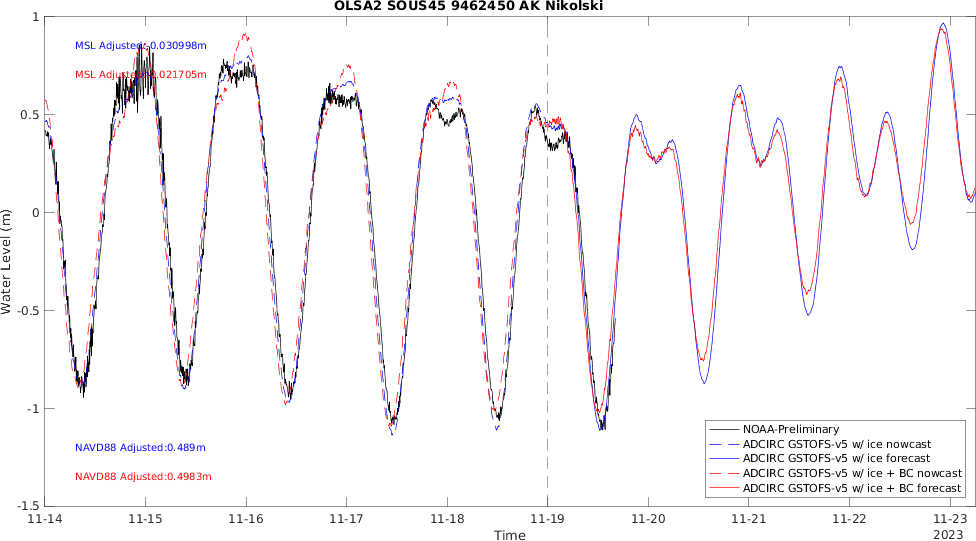 OLSA2 SOUS45 9462450 AK Nikolski
1
MSL Adjusted:-0.030998m
MSL Adjusted:-0.021705m
0.5
0
Water Level (m)
-0.5
-1
NAVD88 Adjusted:0.489m
NAVD88 Adjusted:0.4983m
NOAA-Preliminary
ADCIRC GSTOFS-v5 w/ ice nowcast
ADCIRC GSTOFS-v5 w/ ice forecast
ADCIRC GSTOFS-v5 w/ ice + BC nowcast
ADCIRC GSTOFS-v5 w/ ice + BC forecast
-1.5
11-14 11-15 11-16 11-17 11-18 11-19 11-20 11-21 11-22 11-23
Time
2023